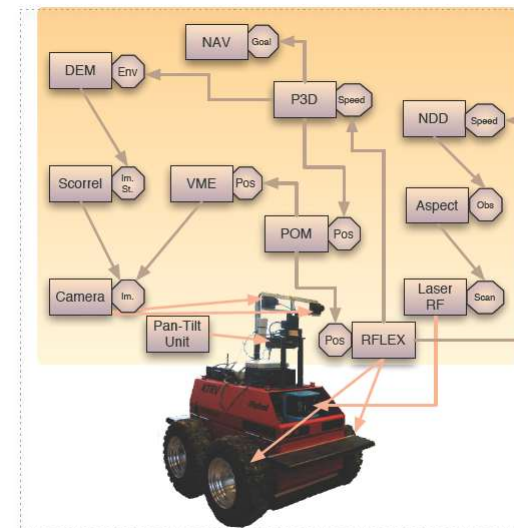 NAV
Goal
DEM
Env
P3D
Speed
NDD
Speed
Scorrel
Im.
St.
VME
Pos
Aspect
Obs
POM
Pos
Camera
Im.
Laser
RF
Scan
Pan-Tilt
Unit
Pos
RFLEX